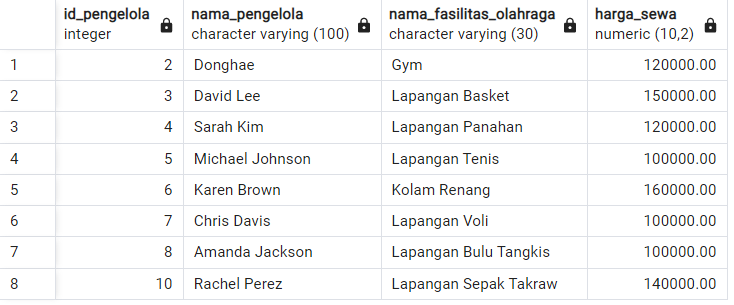 id_pengelola nama_pengelola nama_fasilitas_olahraga harga_sewa
integer character varying (100) character varying (30) numeric (10,2)
1 2 Donghae Gym 120000.00
2 3 David Lee Lapangan Basket 150000.00
3 4 Sarah Kim Lapangan Panahan 120000.00
4 5 Michael Johnson Lapangan Tenis 100000.00
5 6 Karen Brown Kolam Renang 160000.00
6 7 Chris Davis Lapangan Voli 100000.00
7 8 Amanda Jackson Lapangan Bulu Tangkis 100000.00
8 10 Rachel Perez Lapangan Sepak Takraw 140000.00